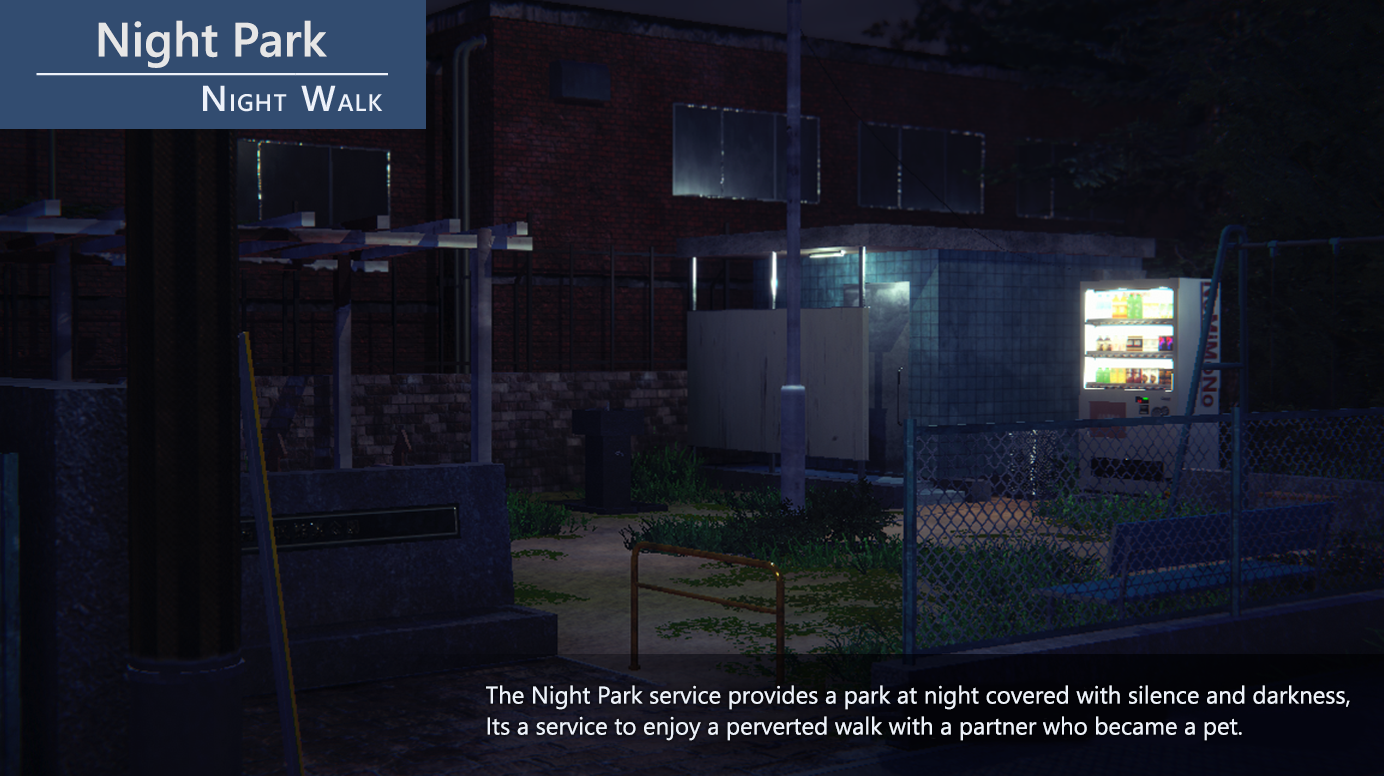 Night Park
Night Walk
The Night Park service provides a park at night covered with silence and darkness,
Its a service to enjoy a perverted walk with a partner who became a pet.